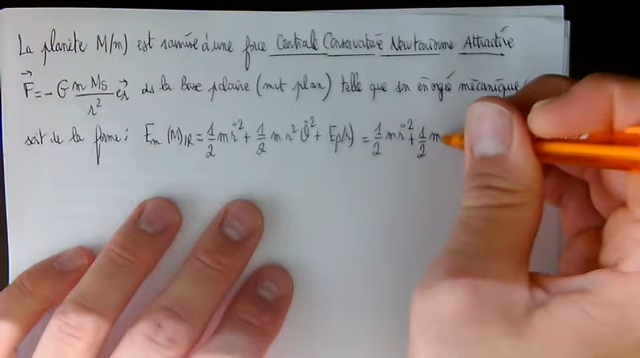 La planète M(m) est soumise à une force Centrale Conservative Newtonienne Attractive
F⃗ = - G m Ms / r² e⃗r ds la base polaire (mvt plan) telle que son énergie mécanique
soit de la forme : Em (M)/R = 1/2 m ṙ² + 1/2 m r² θ̇² + Ep(r) = 1/2 m ṙ² + 1/2 m